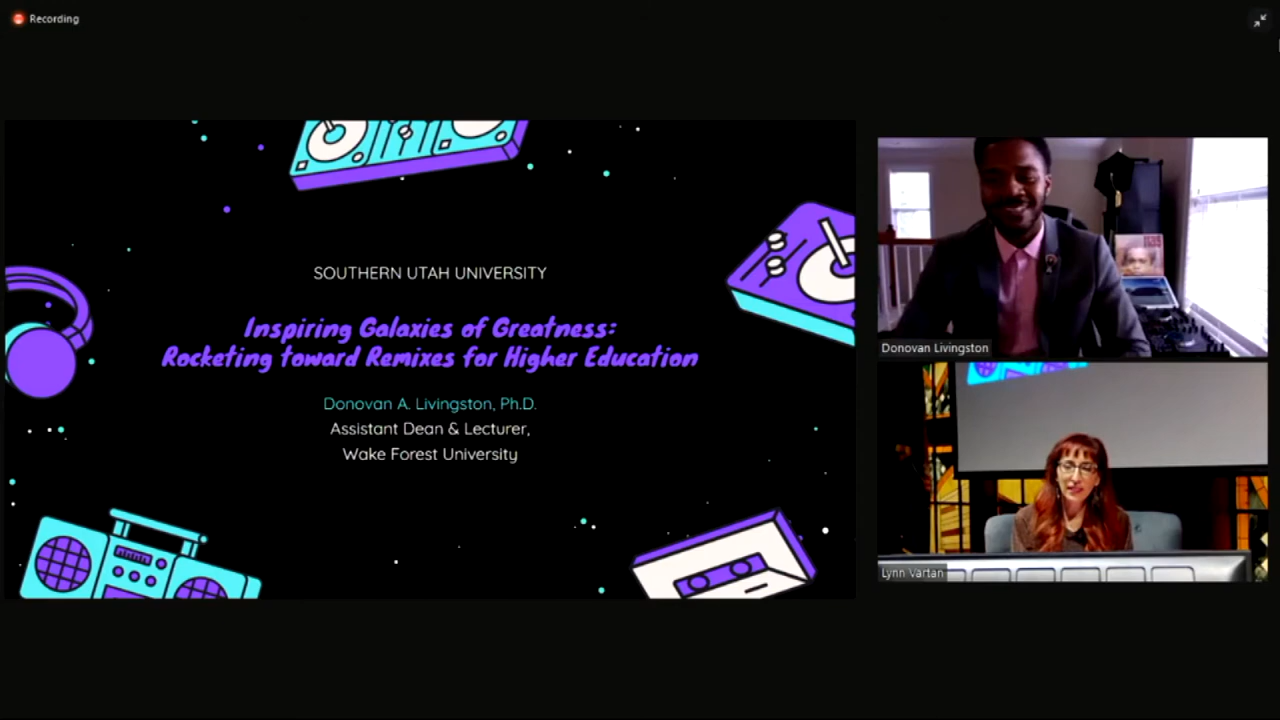 Recording
SOUTHERN UTAH UNIVERSITY
Inspiring Galaxies of Greatness:
Rocketing toward Remixes for Higher Education
Donovan A. Livingston, Ph.D.
Assistant Dean & Lecturer,
Wake Forest University
Donovan Livingston
Lynn Vartan